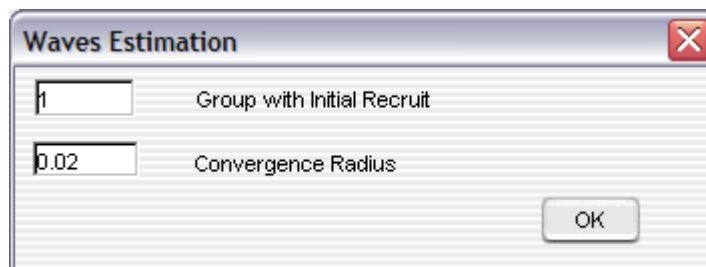 Waves Estimation
1 Group with Initial Recruit
0.02 Convergence Radius
OK